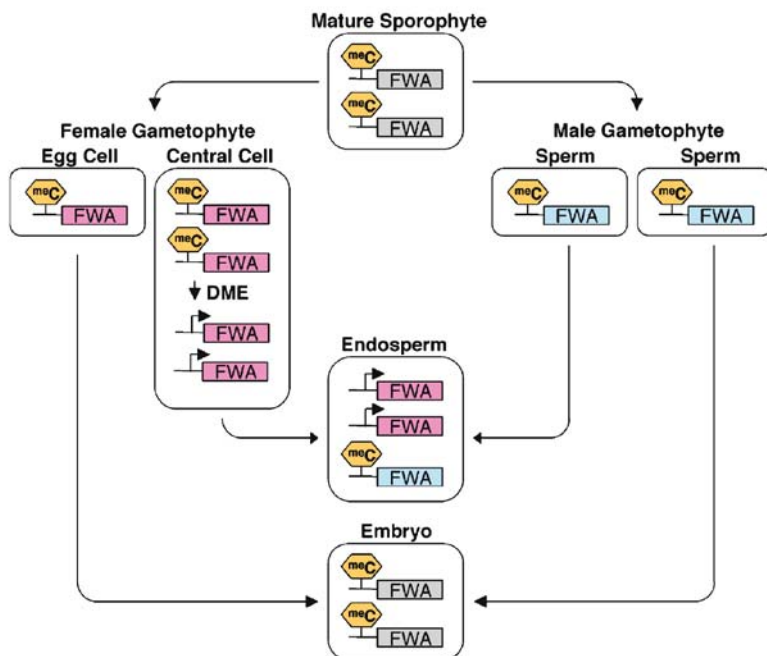 Mature Sporophyte
meC
FWA
meC
FWA
Female Gametophyte
Egg Cell
Central Cell
meC
FWA
meC
FWA
meC
FWA
DME
FWA
FWA
Male Gametophyte
Sperm
Sperm
meC
FWA
meC
FWA
Endosperm
FWA
FWA
meC
FWA
Embryo
meC
FWA
meC
FWA